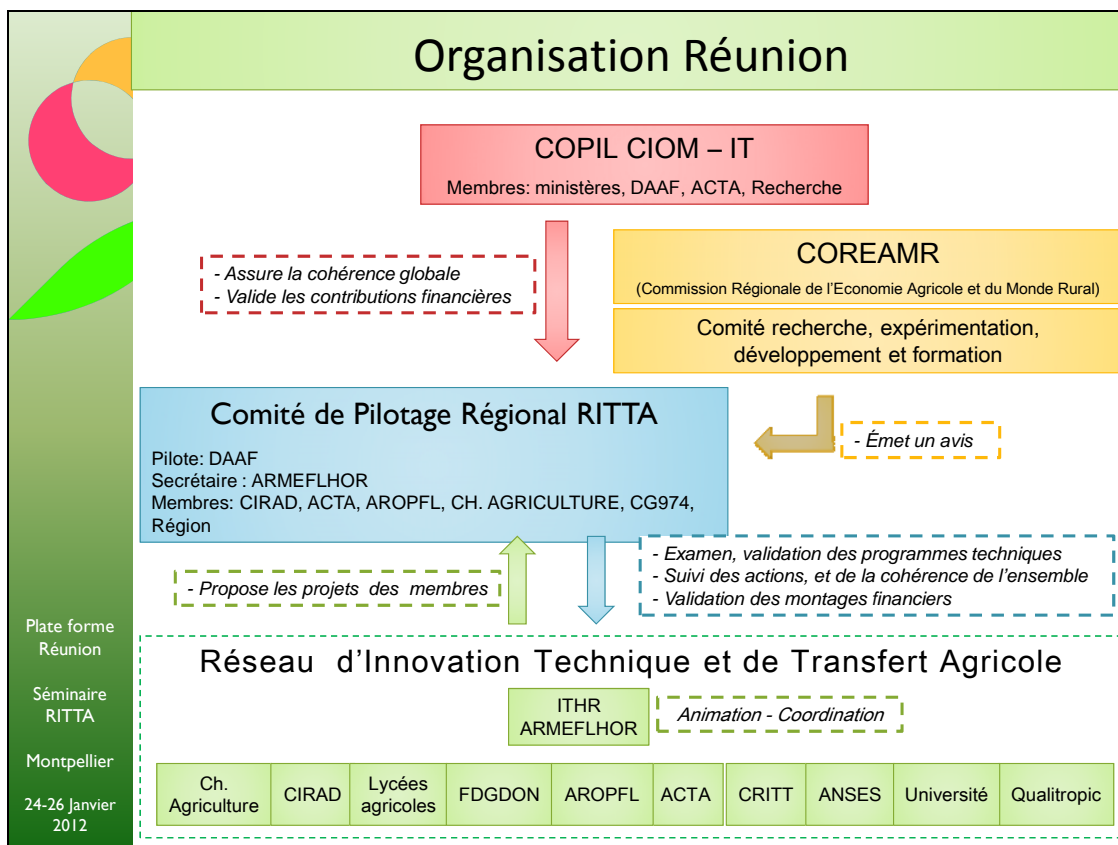 Organisation Réunion
COPIL CIOM – IT
Membres: ministères, DAAF, ACTA, Recherche
- Assure la cohérence globale
- Valide les contributions financières
COREAMR
(Commission Régionale de l'Economie Agricole et du Monde Rural)
Comité recherche, expérimentation,
développement et formation
- Émet un avis
Comité de Pilotage Régional RITTA
Pilote: DAAF
Secrétaire : ARMEFLHOR
Membres: CIRAD, ACTA, AROPFL, CH. AGRICULTURE, CG974,
Région
- Propose les projets des membres
- Examen, validation des programmes techniques
- Suivi des actions, et de la cohérence de l'ensemble
- Validation des montages financiers
Réseau d'Innovation Technique et de Transfert Agricole
ITHR
ARMEFLHOR
Animation - Coordination
Ch.
Agriculture
CIRAD
Lycées
agricoles
FDGDON
AROPFL
ACTA
CRITT
ANSES
Université
Qualitropic
Plate forme
Réunion
Séminaire
RITTA
Montpellier
24-26 Janvier
2012